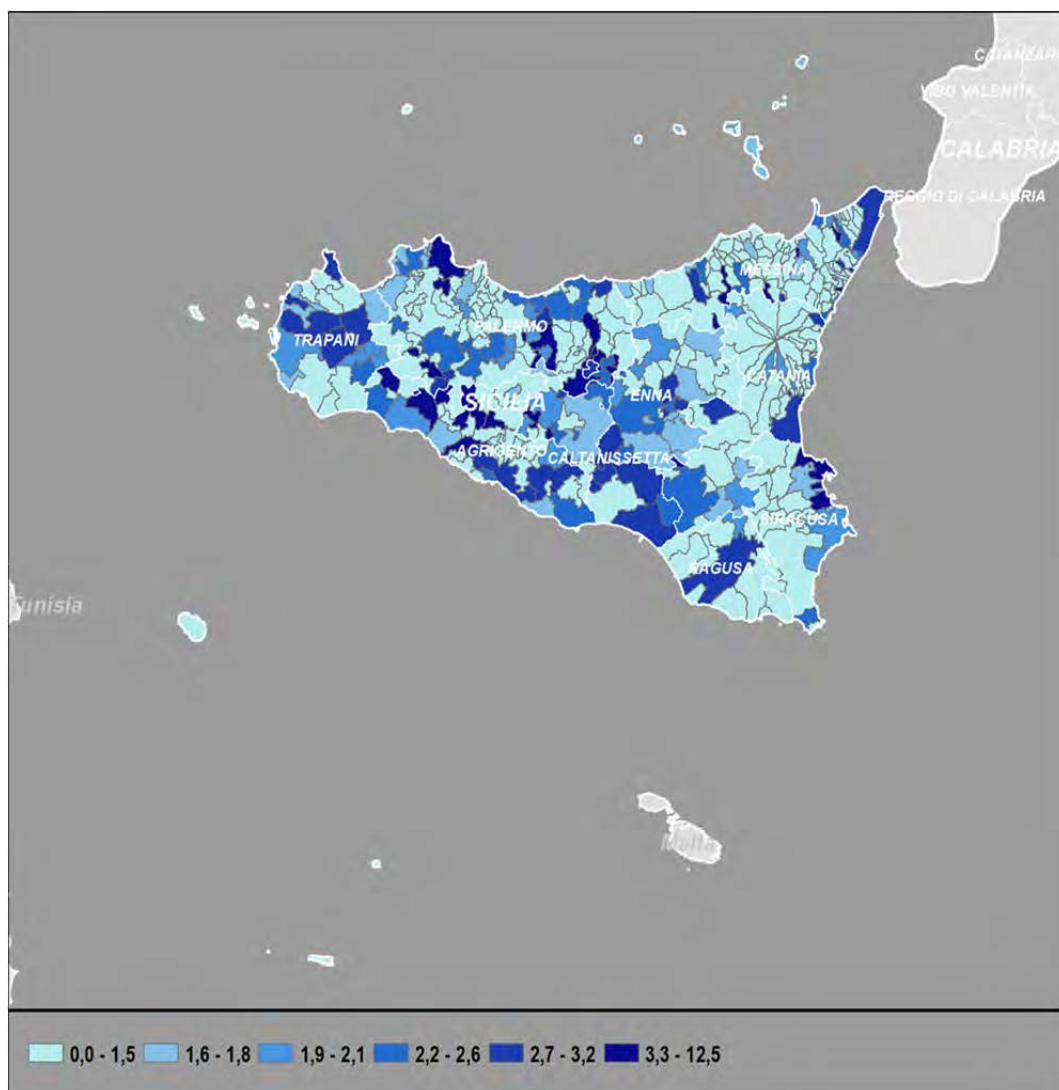 CATANZAR
VIBO VALENTIA
CALABRIA
REGGIO DI CALABRIA
MESSINA
PALERMO
TRAPANI
CATANIA
ENNA
SICILIA
AGRIGENTO
CALTANISSETTA
SIRACUSA
RAGUSA
Tunisia
Malta
0,0 - 1,5 1,6 - 1,8 1,9 - 2,1 2,2 - 2,6 2,7 - 3,2 3,3 - 12,5